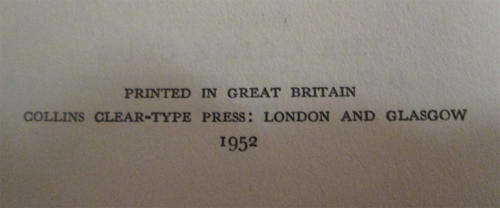 PRINTED IN GREAT BRITAIN
COLLINS CLEAR-TYPE PRESS: LONDON AND GLASGOW
1952